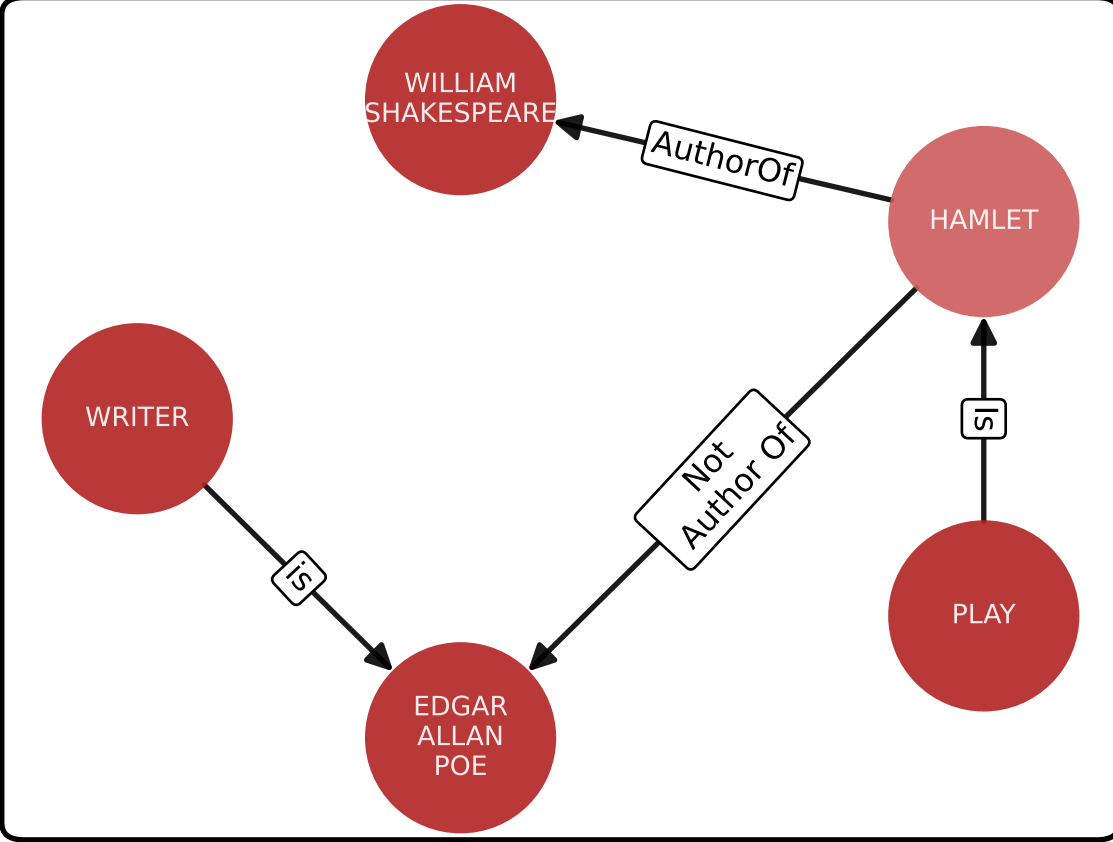 WILLIAM
SHAKESPEARE
AuthorOf
HAMLET
WRITER
Not
Author Of
Is
is
PLAY
EDGAR
ALLAN
POE